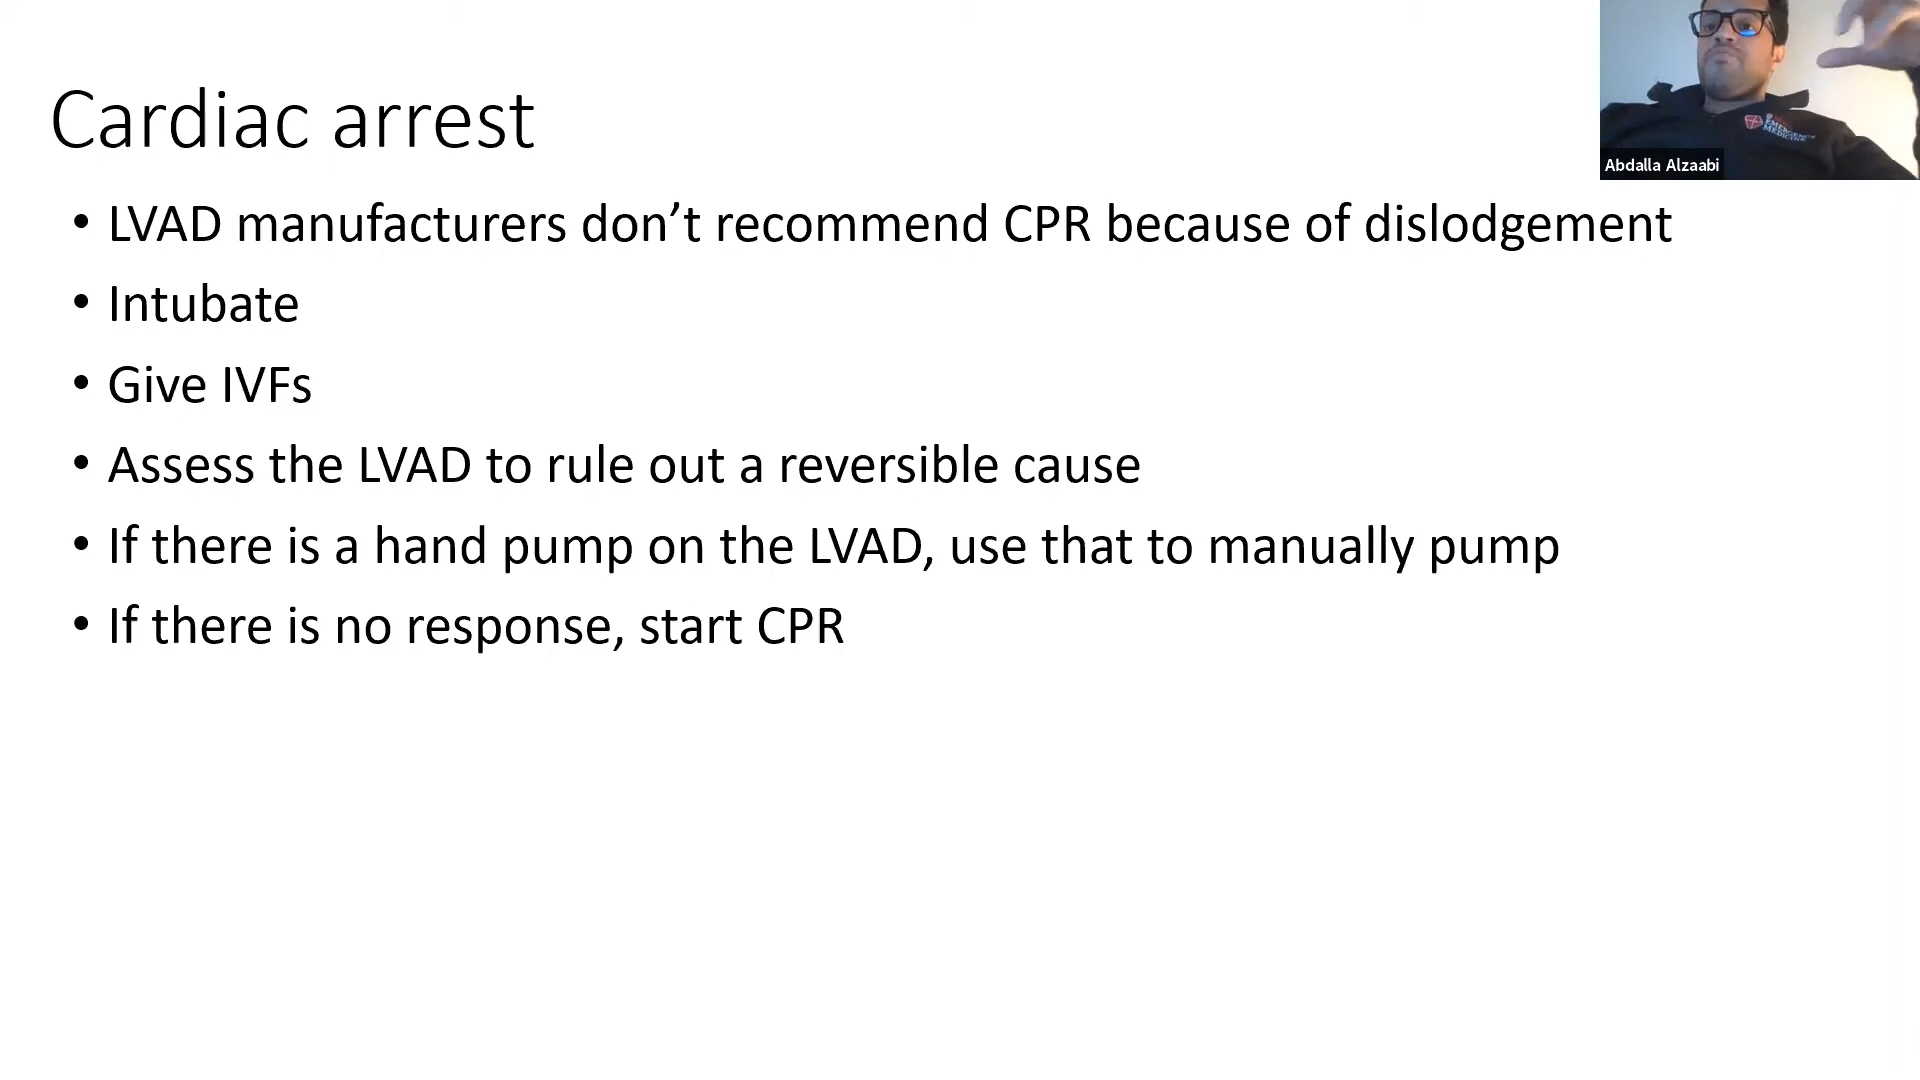 Cardiac arrest
• LVAD manufacturers don’t recommend CPR because of dislodgement
• Intubate
• Give IVFs
• Assess the LVAD to rule out a reversible cause
• If there is a hand pump on the LVAD, use that to manually pump
• If there is no response, start CPR
Abdalla Alzaabi
EMERGENCY
MEDICINE